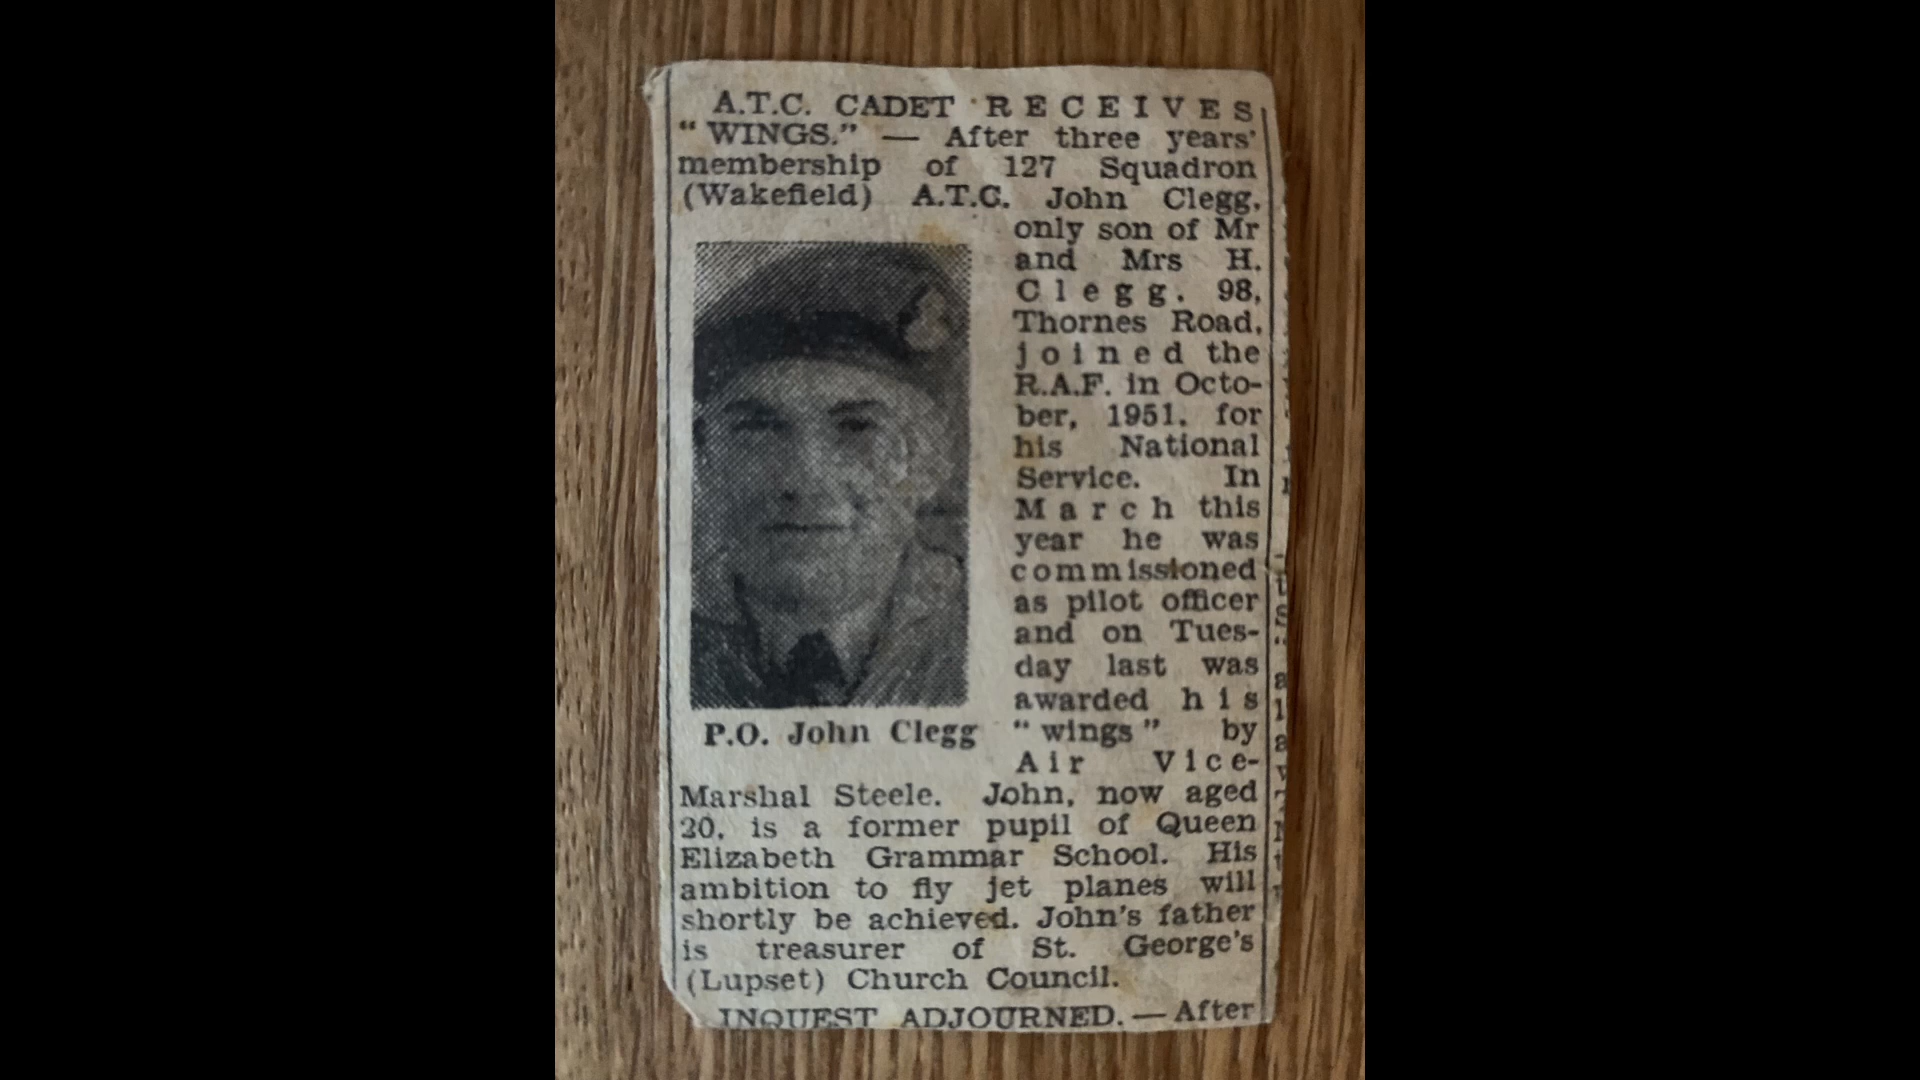 A.T.C. CADET RECEIVES
“WINGS.” — After three years'
membership of 127 Squadron
(Wakefield) A.T.C. John Clegg,
only son of Mr
and Mrs H.
Clegg, 98,
Thornes Road,
joined the
R.A.F. in Octo-
ber, 1951, for
his National
Service. In
March this
year he was
commissioned
as pilot officer
and on Tues-
day last was
awarded his
“wings” by
Air Vice-
P.O. John Clegg
Marshal Steele. John, now aged
20, is a former pupil of Queen
Elizabeth Grammar School. His
ambition to fly jet planes will
shortly be achieved. John's father
is treasurer of St. George's
(Lupset) Church Council.
INQUEST ADJOURNED. — After